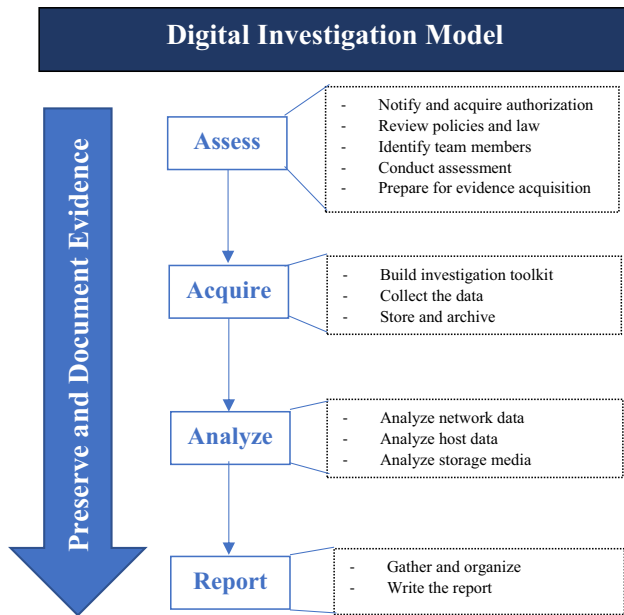 Digital Investigation Model
Preserve and Document Evidence
Assess
- Notify and acquire authorization
- Review policies and law
- Identify team members
- Conduct assessment
- Prepare for evidence acquisition
Acquire
- Build investigation toolkit
- Collect the data
- Store and archive
Analyze
- Analyze network data
- Analyze host data
- Analyze storage media
Report
- Gather and organize
- Write the report